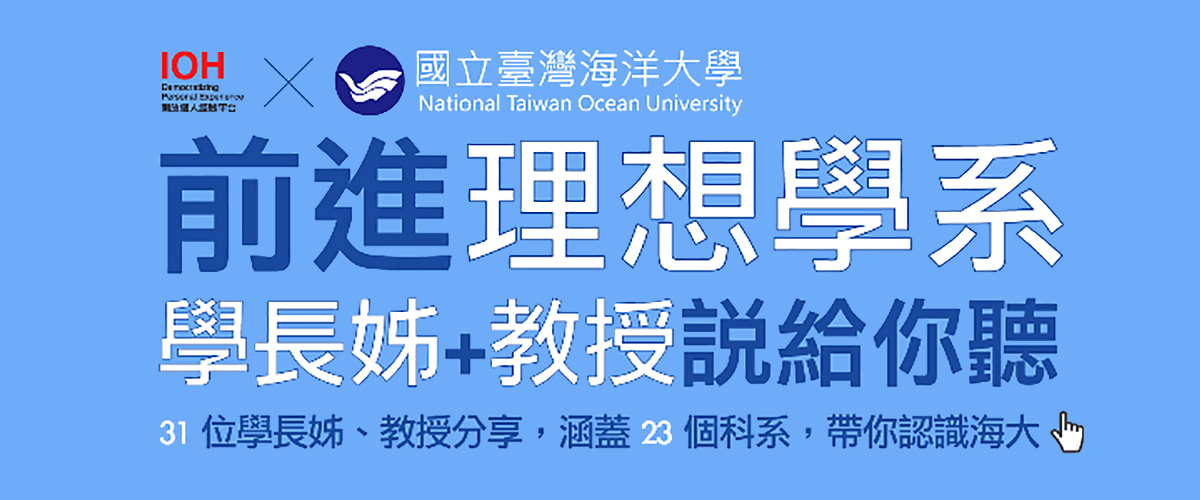 IOH
Democratizing
Personal Experience
開放個人經驗平台
國立臺灣海洋大學
National Taiwan Ocean University
前進理想學系
學長姊+教授説給你聽
31 位學長姊、教授分享，涵蓋 23 個科系，帶你認識海大